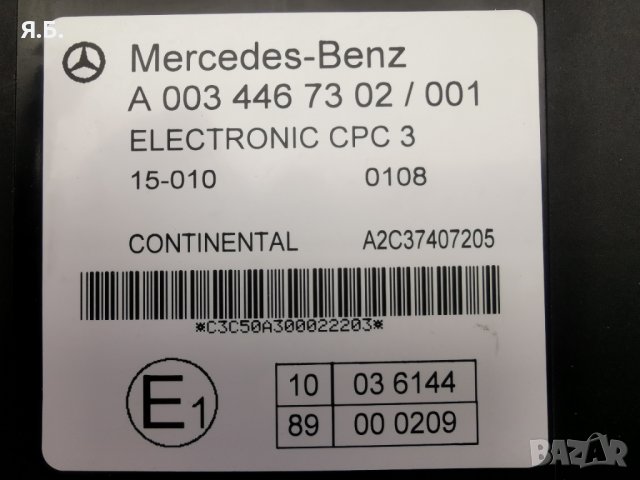 Я.Б.
Mercedes-Benz
A 003 446 73 02 / 001
ELECTRONIC CPC 3
15-010 0108
CONTINENTAL A2C37407205
*C3C50A300022203*
E1 10 03 6144
89 00 0209
BAZAR